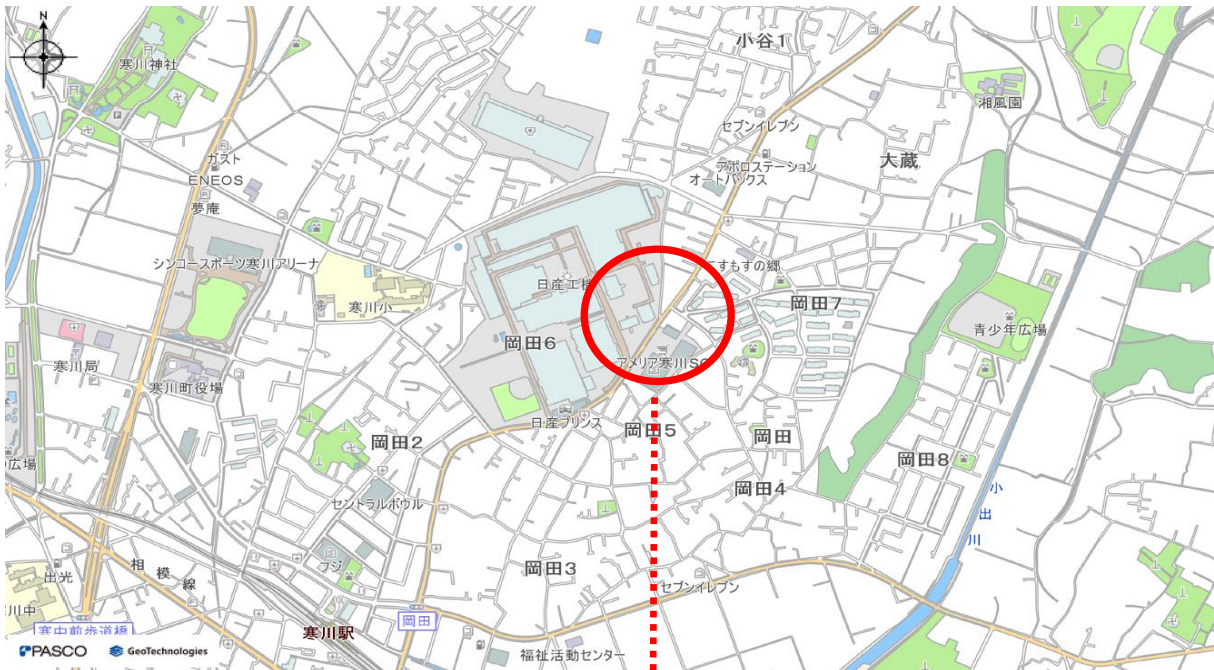 N
小谷1
寒川神社
湘風園
セブンイレブン
ガスト
アポロステーション
オートバックス
大蔵
ENEOS
夢庵
シンコースポーツ寒川アリーナ
こすもすの郷
日産工機
寒川小
岡田7
青少年広場
岡田6
アメリア寒川SC
寒川局
寒川町役場
日産プリンス
岡田5
岡田2
岡田
岡田8
広場
岡田4
セントラルボウル
小出川
フジ
岡田3
出光
相模線
セブンイレブン
川中
岡田
寒中前歩道橋
寒川駅
福祉活動センター
PASCO
GeoTechnologies